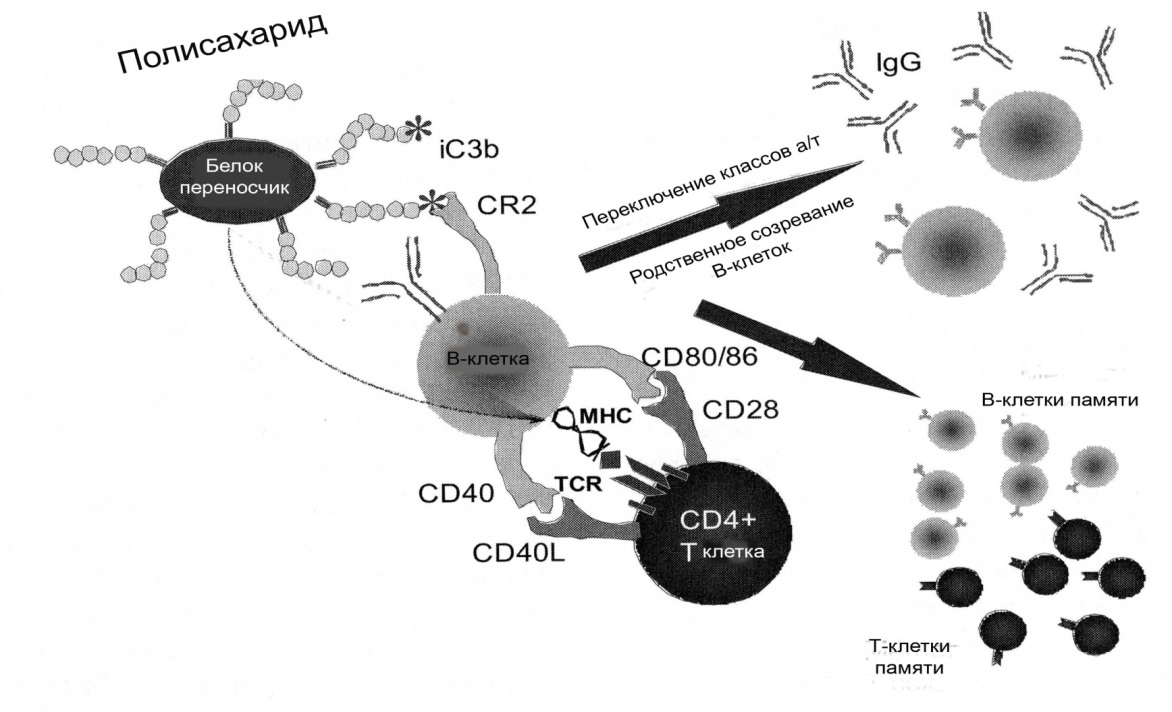 Полисахарид
Белок
переносчик
iC3b
CR2
IgG
Переключение классов а/т
Родственное созревание
В-клеток
В-клетка
CD80/86
MHC
CD28
TCR
CD40
CD40L
CD4+
Т клетка
В-клетки памяти
Т-клетки
памяти